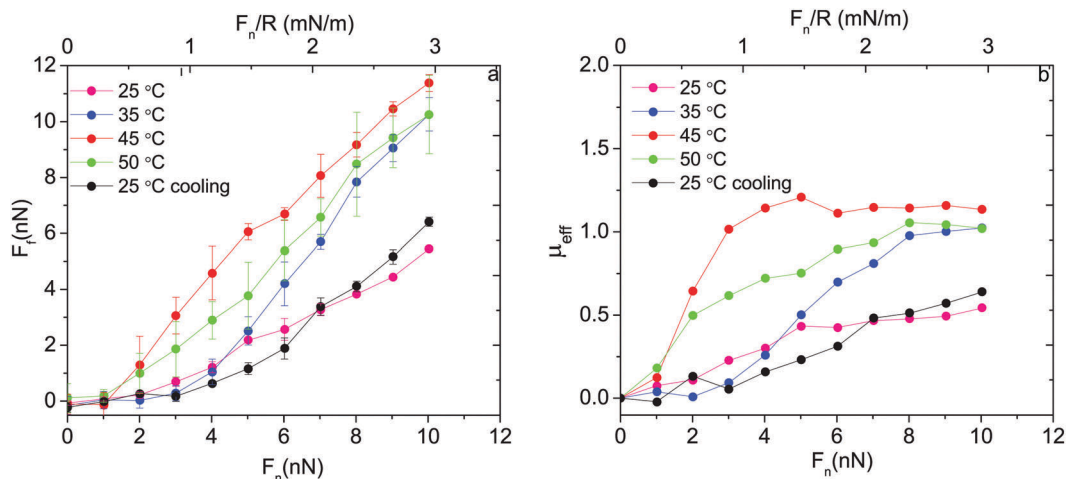 Fₙ/R (mN/m)
0 1 2 3
a
12
10
8
6
4
2
0
F_f(nN)
25 °C
35 °C
45 °C
50 °C
25 °C cooling
0 2 4 6 8 10 12
Fₙ(nN)
Fₙ/R (mN/m)
0 1 2 3
b
2.0
1.5
1.0
0.5
0.0
μ_eff
25 °C
35 °C
45 °C
50 °C
25 °C cooling
0 2 4 6 8 10 12
Fₙ(nN)